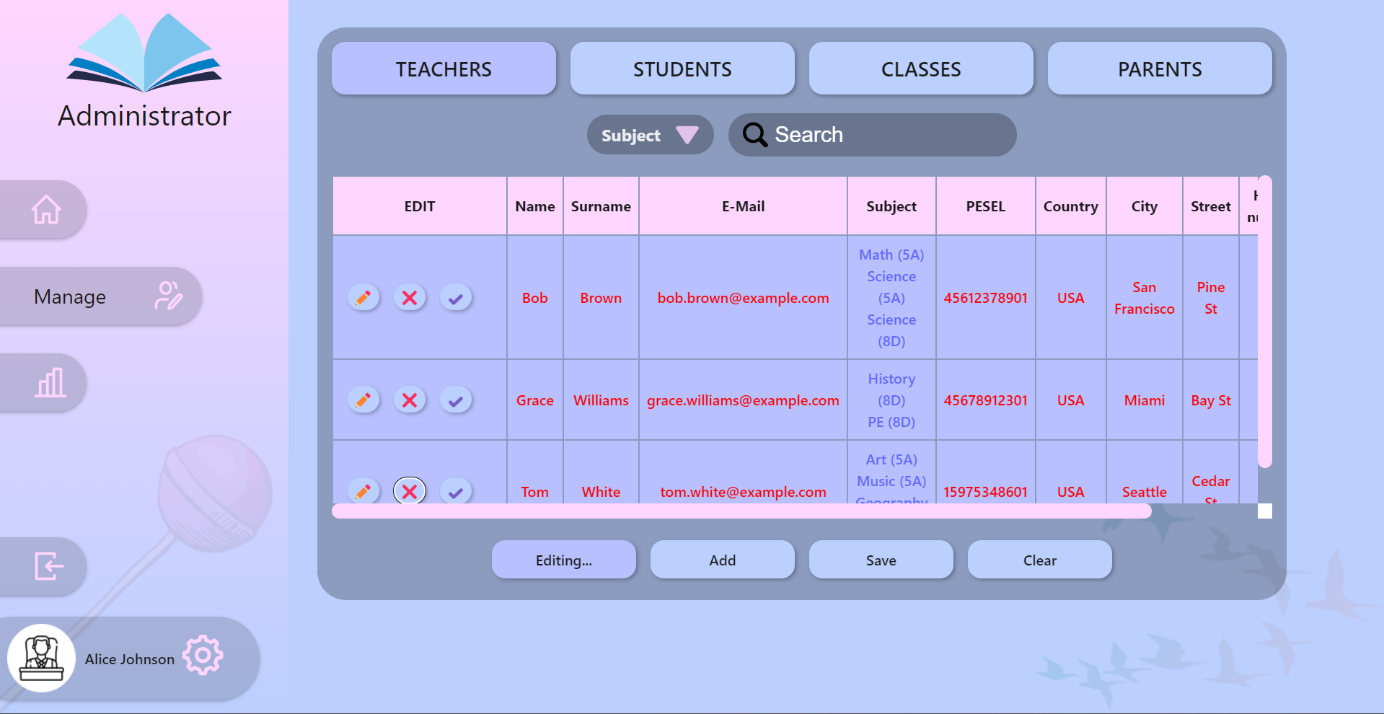 Administrator
Manage
Alice Johnson
TEACHERS STUDENTS CLASSES PARENTS
Subject Search
EDIT Name Surname E-Mail Subject PESEL Country City Street
Bob Brown bob.brown@example.com Math (5A) 45612378901 USA San Pine
Science Francisco St
(5A)
Science
(8D)
Grace Williams grace.williams@example.com History 45678912301 USA Miami Bay St
(8D)
PE (8D)
Tom White tom.white@example.com Art (5A) 15975348601 USA Seattle Cedar
Music (5A) St
Geography
Editing... Add Save Clear